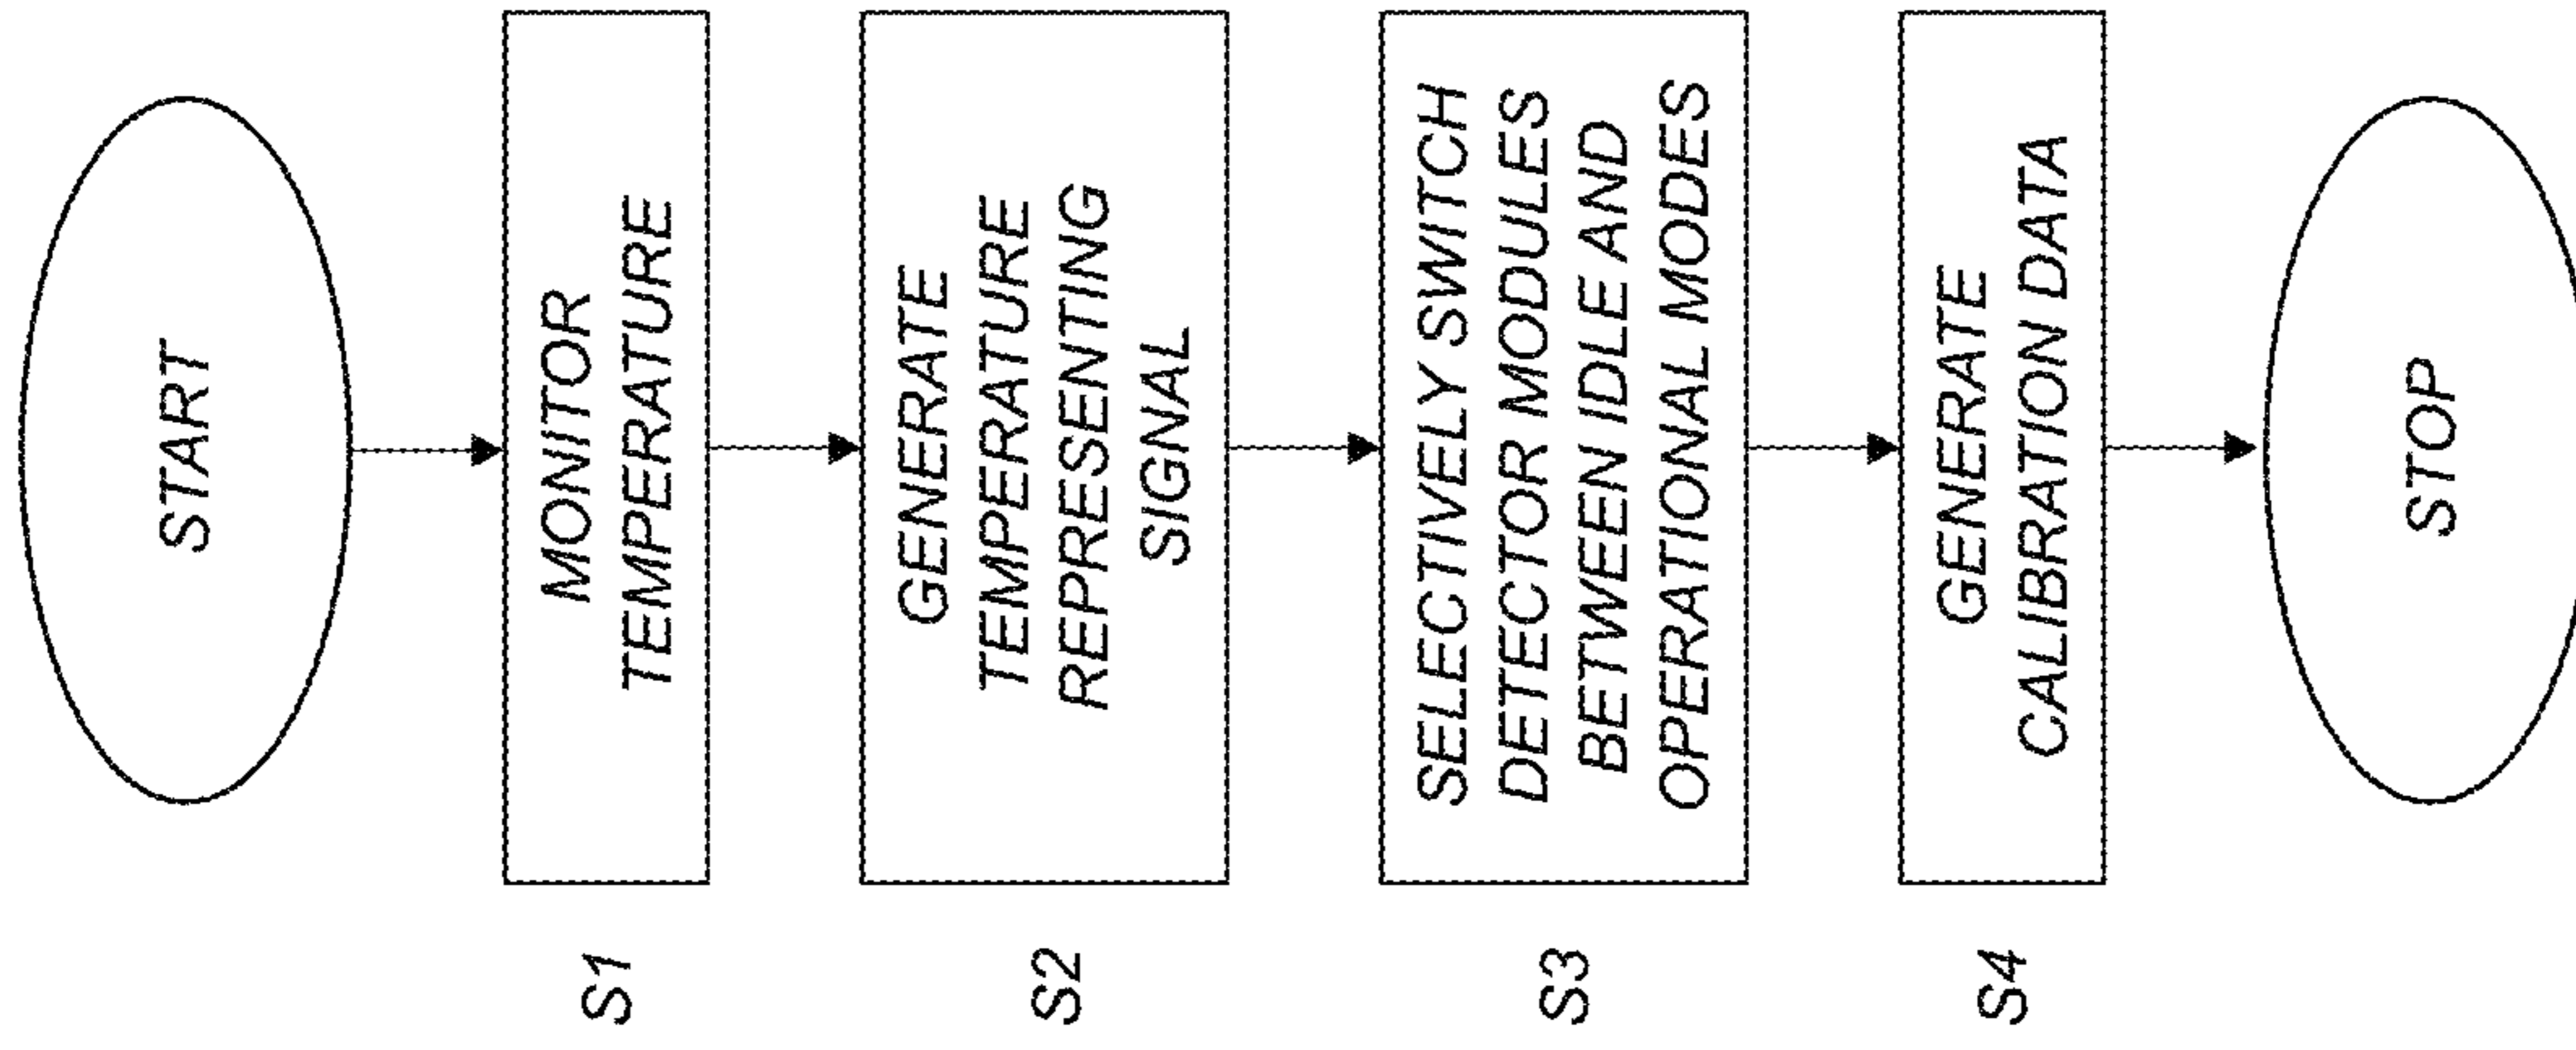 START
S1
MONITOR
TEMPERATURE
S2
GENERATE
TEMPERATURE
REPRESENTING
SIGNAL
S3
SELECTIVELY SWITCH
DETECTOR MODULES
BETWEEN IDLE AND
OPERATIONAL MODES
S4
GENERATE
CALIBRATION DATA
STOP